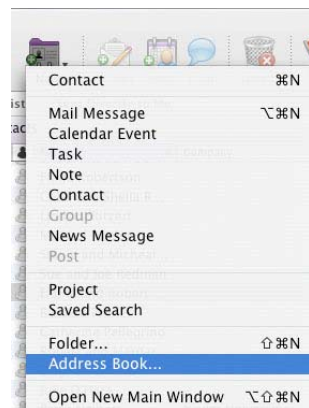 Contact ⌘N
Mail Message ⌥⌘N
Calendar Event
Task
Note
Contact
Group
News Message
Post
Project
Saved Search
Folder... ⇧⌘N
Address Book...
Open New Main Window ⌥⇧⌘N